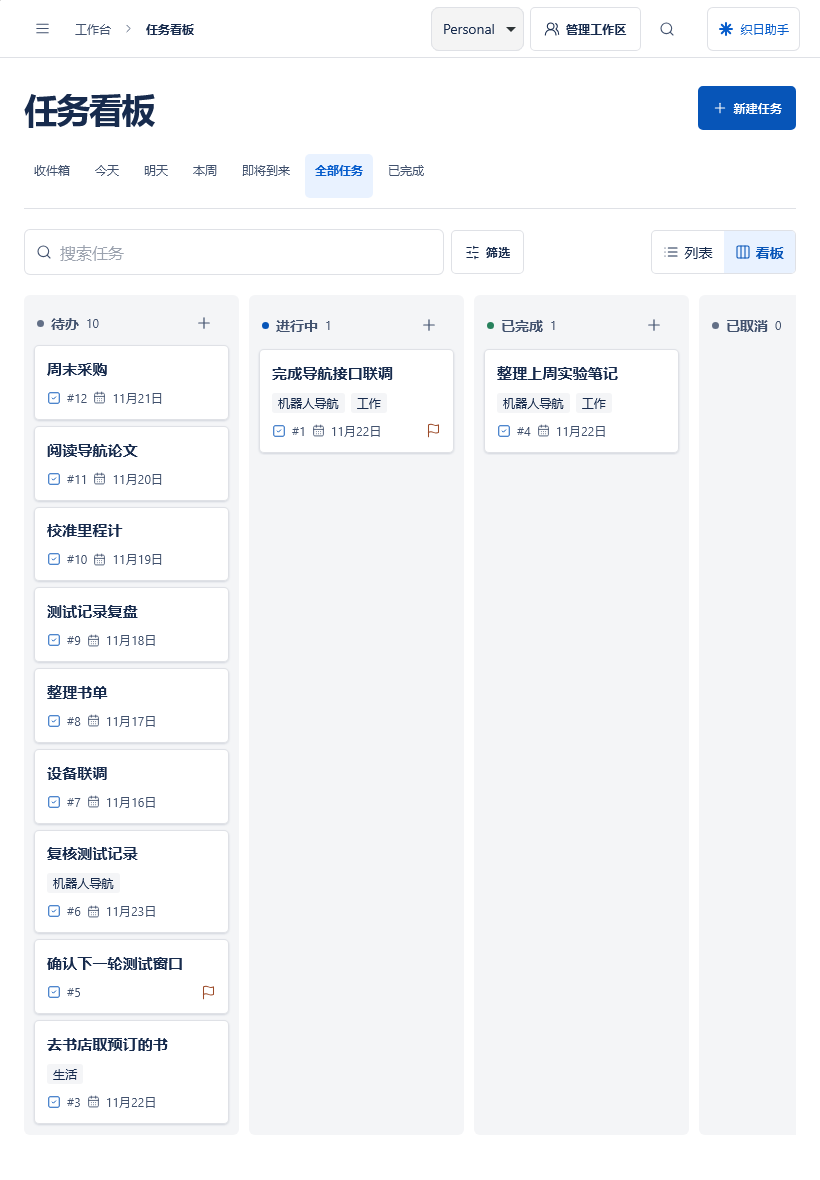 工作台 任务看板 Personal 管理工作区 织日助手
任务看板
新建任务
收件箱 今天 明天 本周 即将到来 全部任务 已完成
搜索任务 筛选 列表 看板
待办 10
周末采购
#12 11月21日
阅读导航论文
#11 11月20日
校准里程计
#10 11月19日
测试记录复盘
#9 11月18日
整理书单
#8 11月17日
设备联调
#7 11月16日
复核测试记录
机器人导航
#6 11月23日
确认下一轮测试窗口
#5
去书店取预订的书
生活
#3 11月22日
进行中 1
完成导航接口联调
机器人导航 工作
#1 11月22日
已完成 1
整理上周实验笔记
机器人导航 工作
#4 11月22日
已取消 0